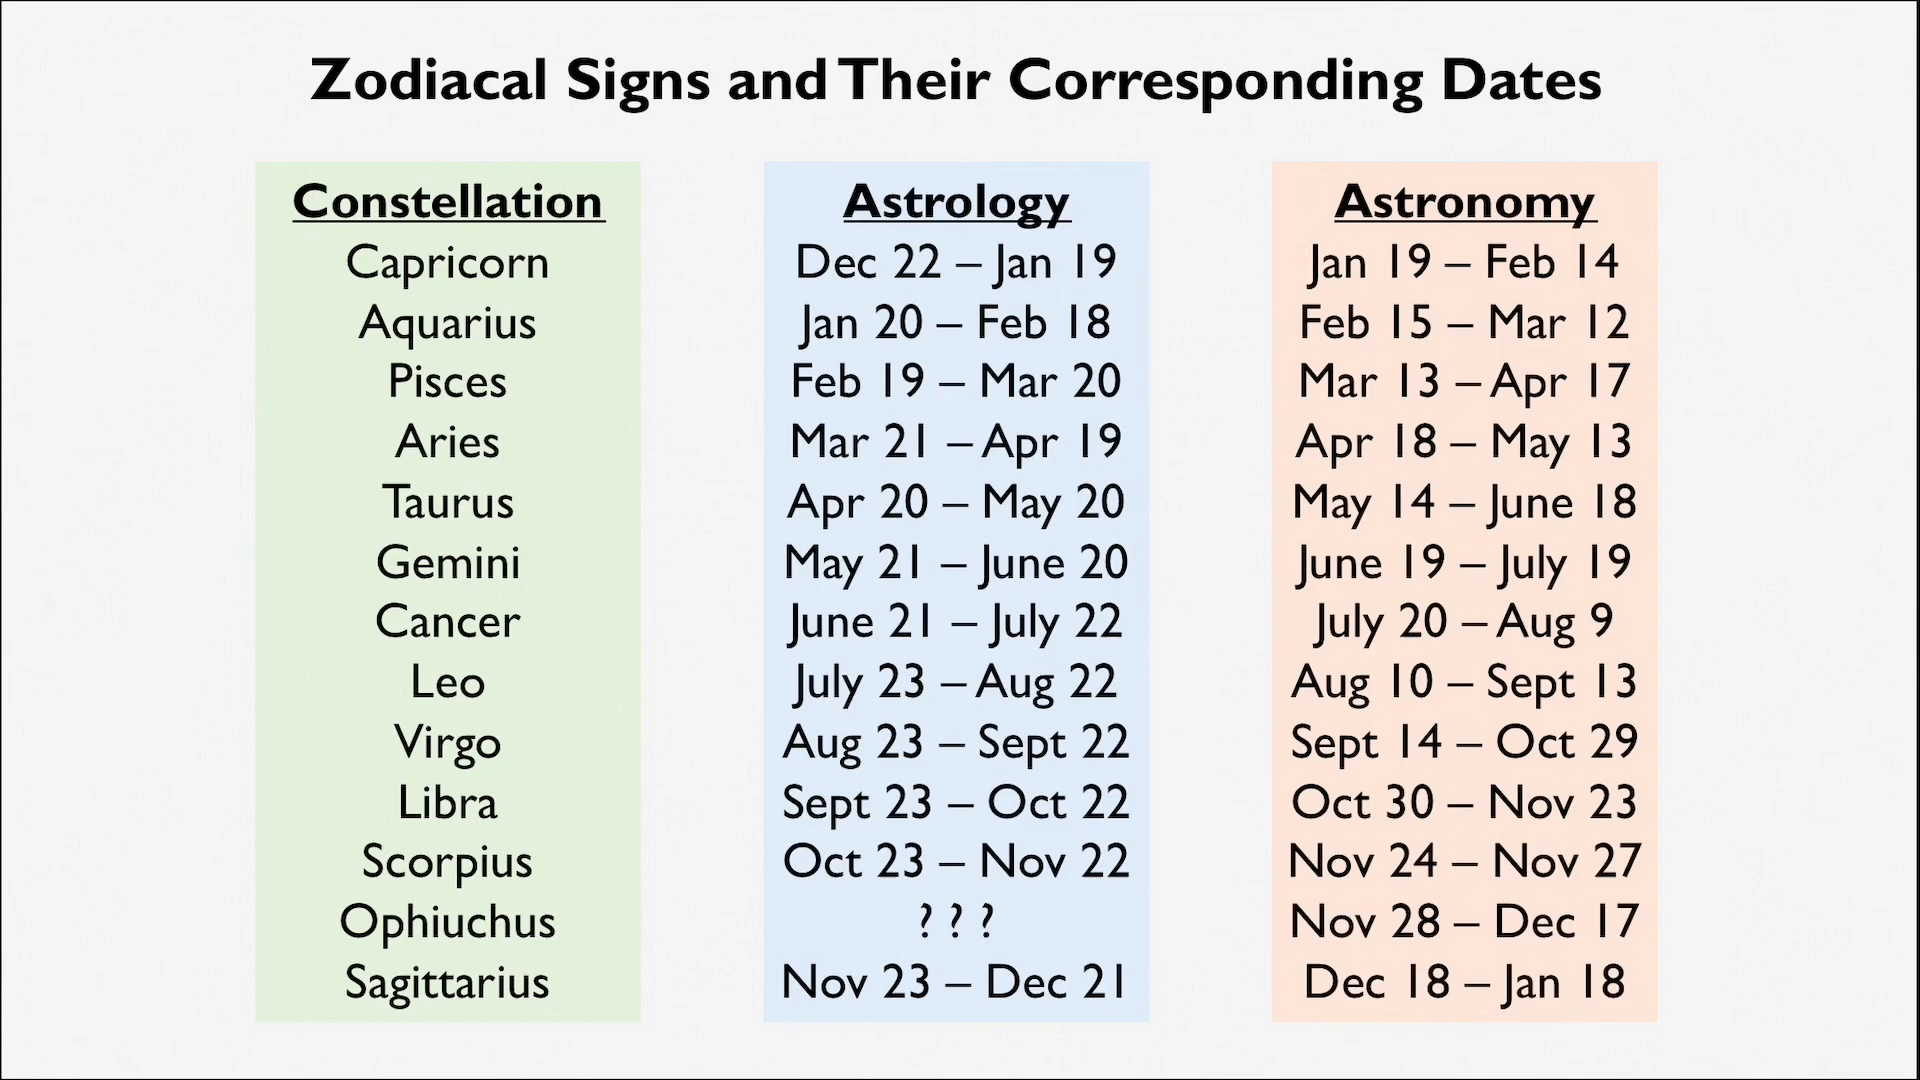 Zodiacal Signs and Their Corresponding Dates
Constellation Astrology Astronomy
Capricorn Dec 22 – Jan 19 Jan 19 – Feb 14
Aquarius Jan 20 – Feb 18 Feb 15 – Mar 12
Pisces Feb 19 – Mar 20 Mar 13 – Apr 17
Aries Mar 21 – Apr 19 Apr 18 – May 13
Taurus Apr 20 – May 20 May 14 – June 18
Gemini May 21 – June 20 June 19 – July 19
Cancer June 21 – July 22 July 20 – Aug 9
Leo July 23 – Aug 22 Aug 10 – Sept 13
Virgo Aug 23 – Sept 22 Sept 14 – Oct 29
Libra Sept 23 – Oct 22 Oct 30 – Nov 23
Scorpius Oct 23 – Nov 22 Nov 24 – Nov 27
Ophiuchus ? ? ? Nov 28 – Dec 17
Sagittarius Nov 23 – Dec 21 Dec 18 – Jan 18